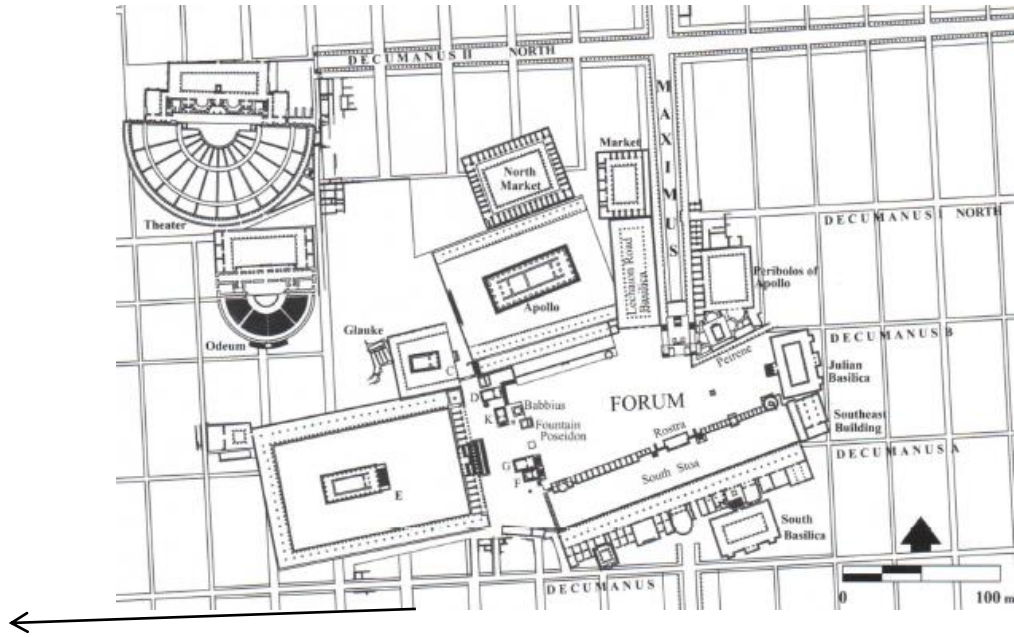 DECUMANUS II NORTH
MAXIMUS
Market
North
Market
DECUMANUS I NORTH
Theater
Lechaion Road
Basilica
Peribolos of
Apollo
Apollo
Glauke
Odeum
C
Peirene
DECUMANUS B
Julian
Basilica
D
Babbius
FORUM
K
Fountain
Poseidon
Rostra
Southeast
Building
DECUMANUS A
G
F
South Stoa
E
South
Basilica
DECUMANUS
0 100 m